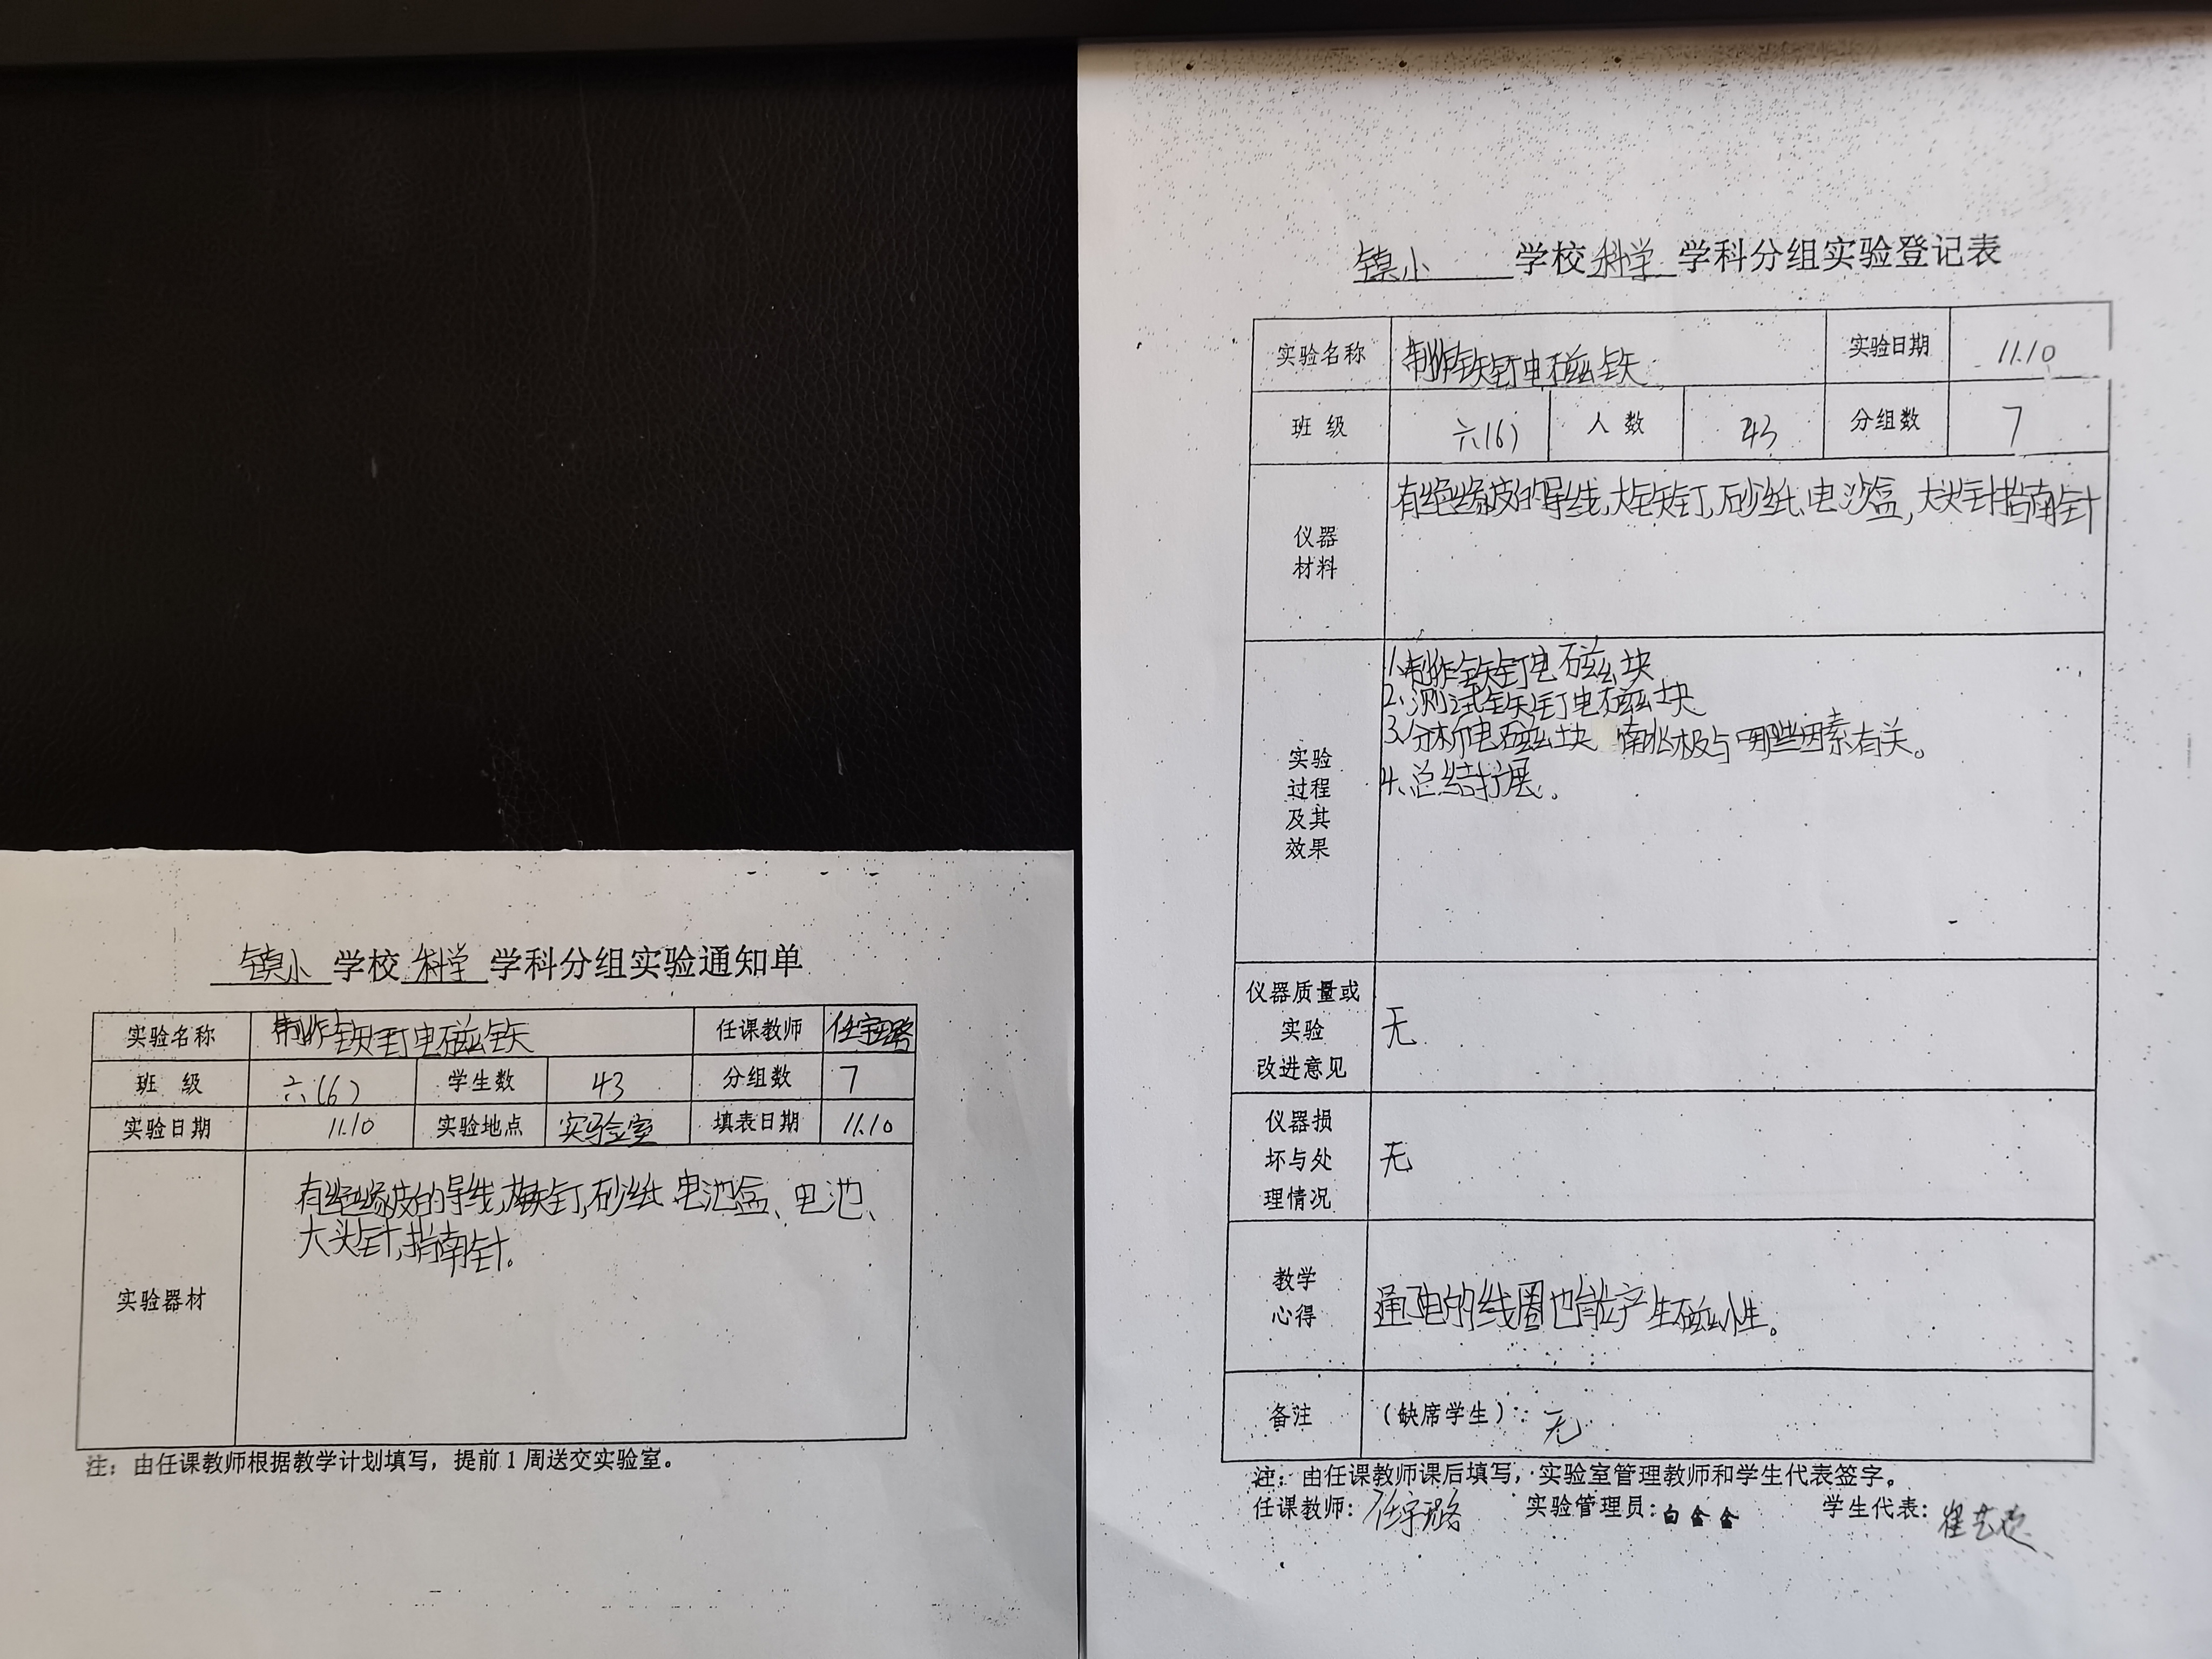 镇小 学校 科学 学科分组实验通知单
实验名称 制作铁钉电磁铁 任课教师 任宇璐
班 级 六(6) 学生数 43 分组数 7
实验日期 11.10 实验地点 实验室 填表日期 11.10
实验器材
有绝缘皮的导线,大铁钉,砂纸 电池盒、电池、
大头针,指南针。
注：由任课教师根据教学计划填写，提前1周送交实验室。
镇小 学校 科学 学科分组实验登记表
实验名称 制作铁钉电磁铁 实验日期 11.10
班 级 六(6) 人 数 43 分组数 7
仪器
材料
有绝缘皮的导线,大铁钉,砂纸、电池盒,大头针指南针
实验
过程
及其
效果
1.制作铁钉电磁块
2.测试铁钉电磁块
3.分析电磁块 南北极与哪些因素有关。
4.总结扩展。
仪器质量或
实验
改进意见
无
仪器损
坏与处
理情况
无
教学
心得
通电的线圈也能产生磁性。
备注 (缺席学生)：无
注：由任课教师课后填写，实验室管理教师和学生代表签字。
任课教师: 任宇璐 实验管理员: 白合合 学生代表: 崔艺